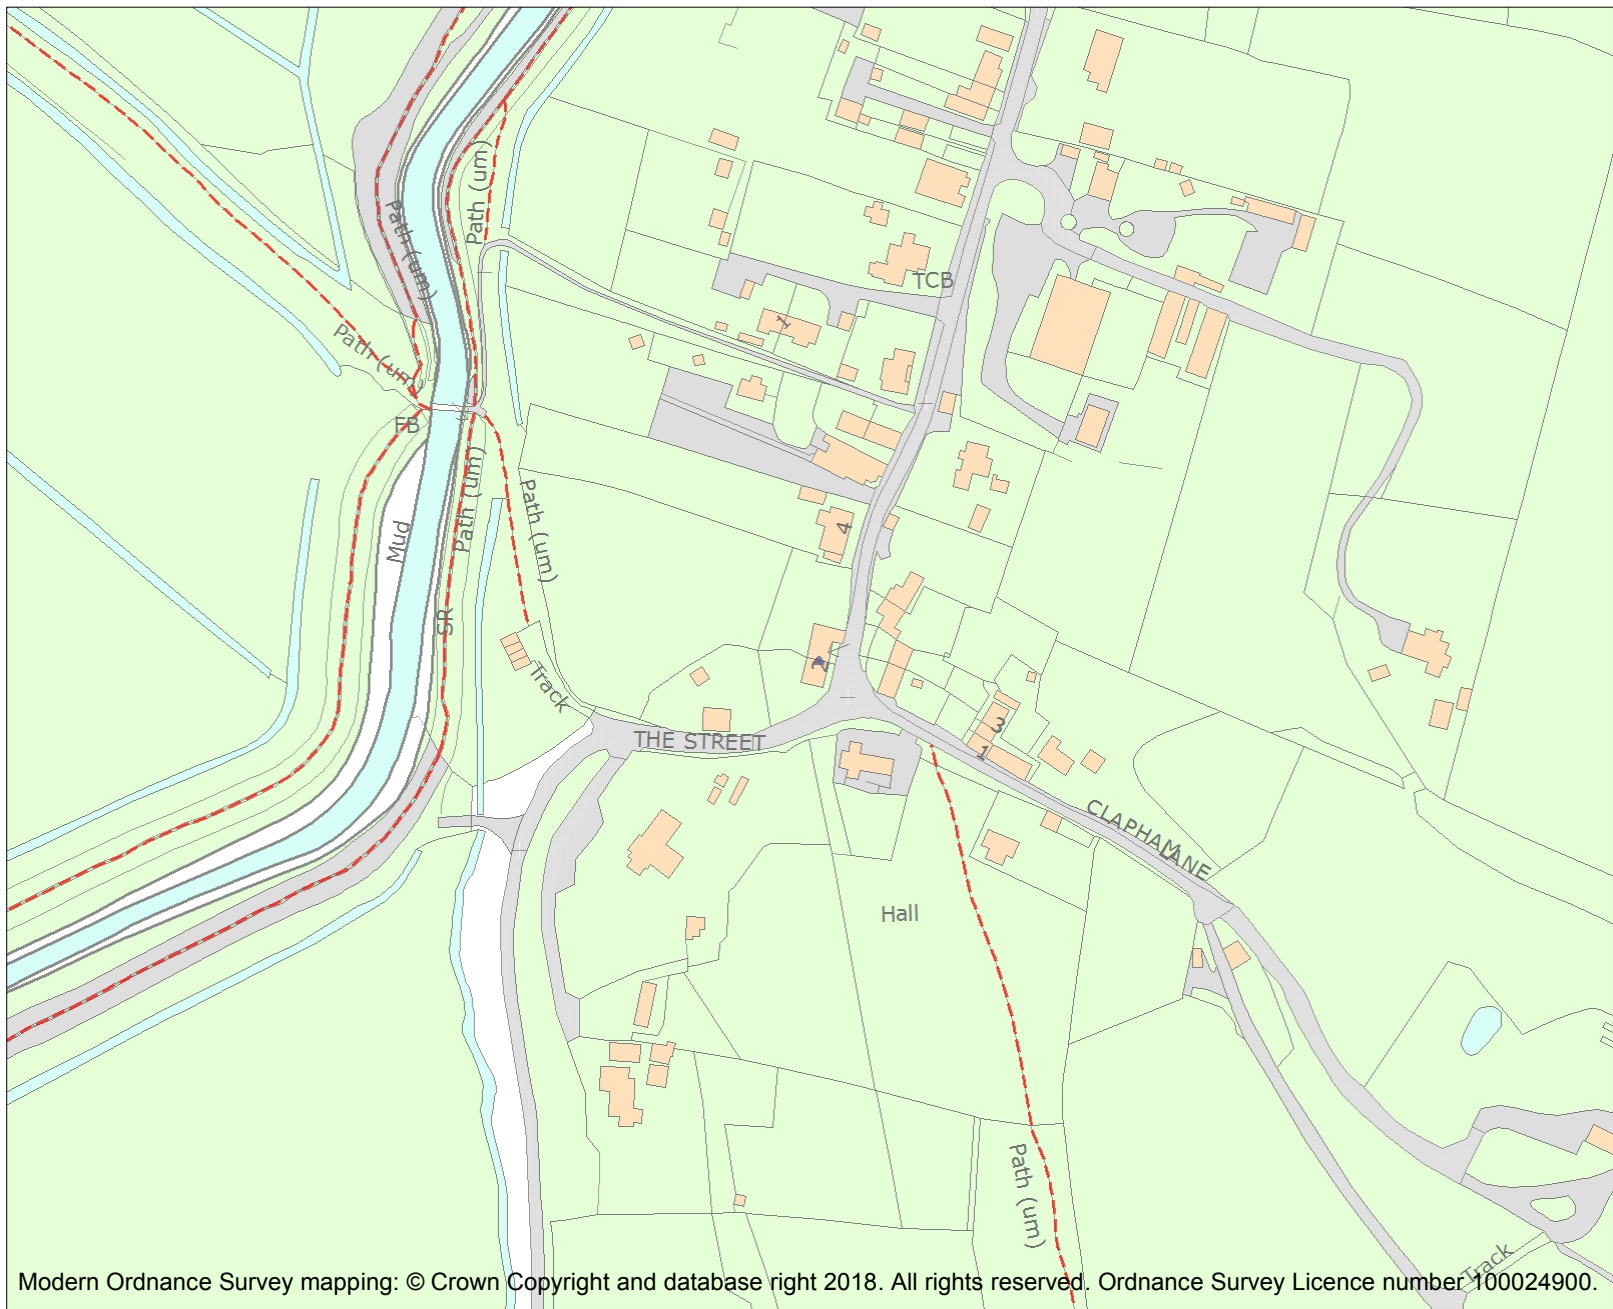 Path (um)
Path (um)
TCB
1
Path (um)
FB
Path (um)
Path (um)
Mud
4
SR
2
Track
THE STREET
3
1
CLAPHAM LANE
Hall
Path (um)
Track
Modern Ordnance Survey mapping: © Crown Copyright and database right 2018. All rights reserved. Ordnance Survey Licence number 100024900.